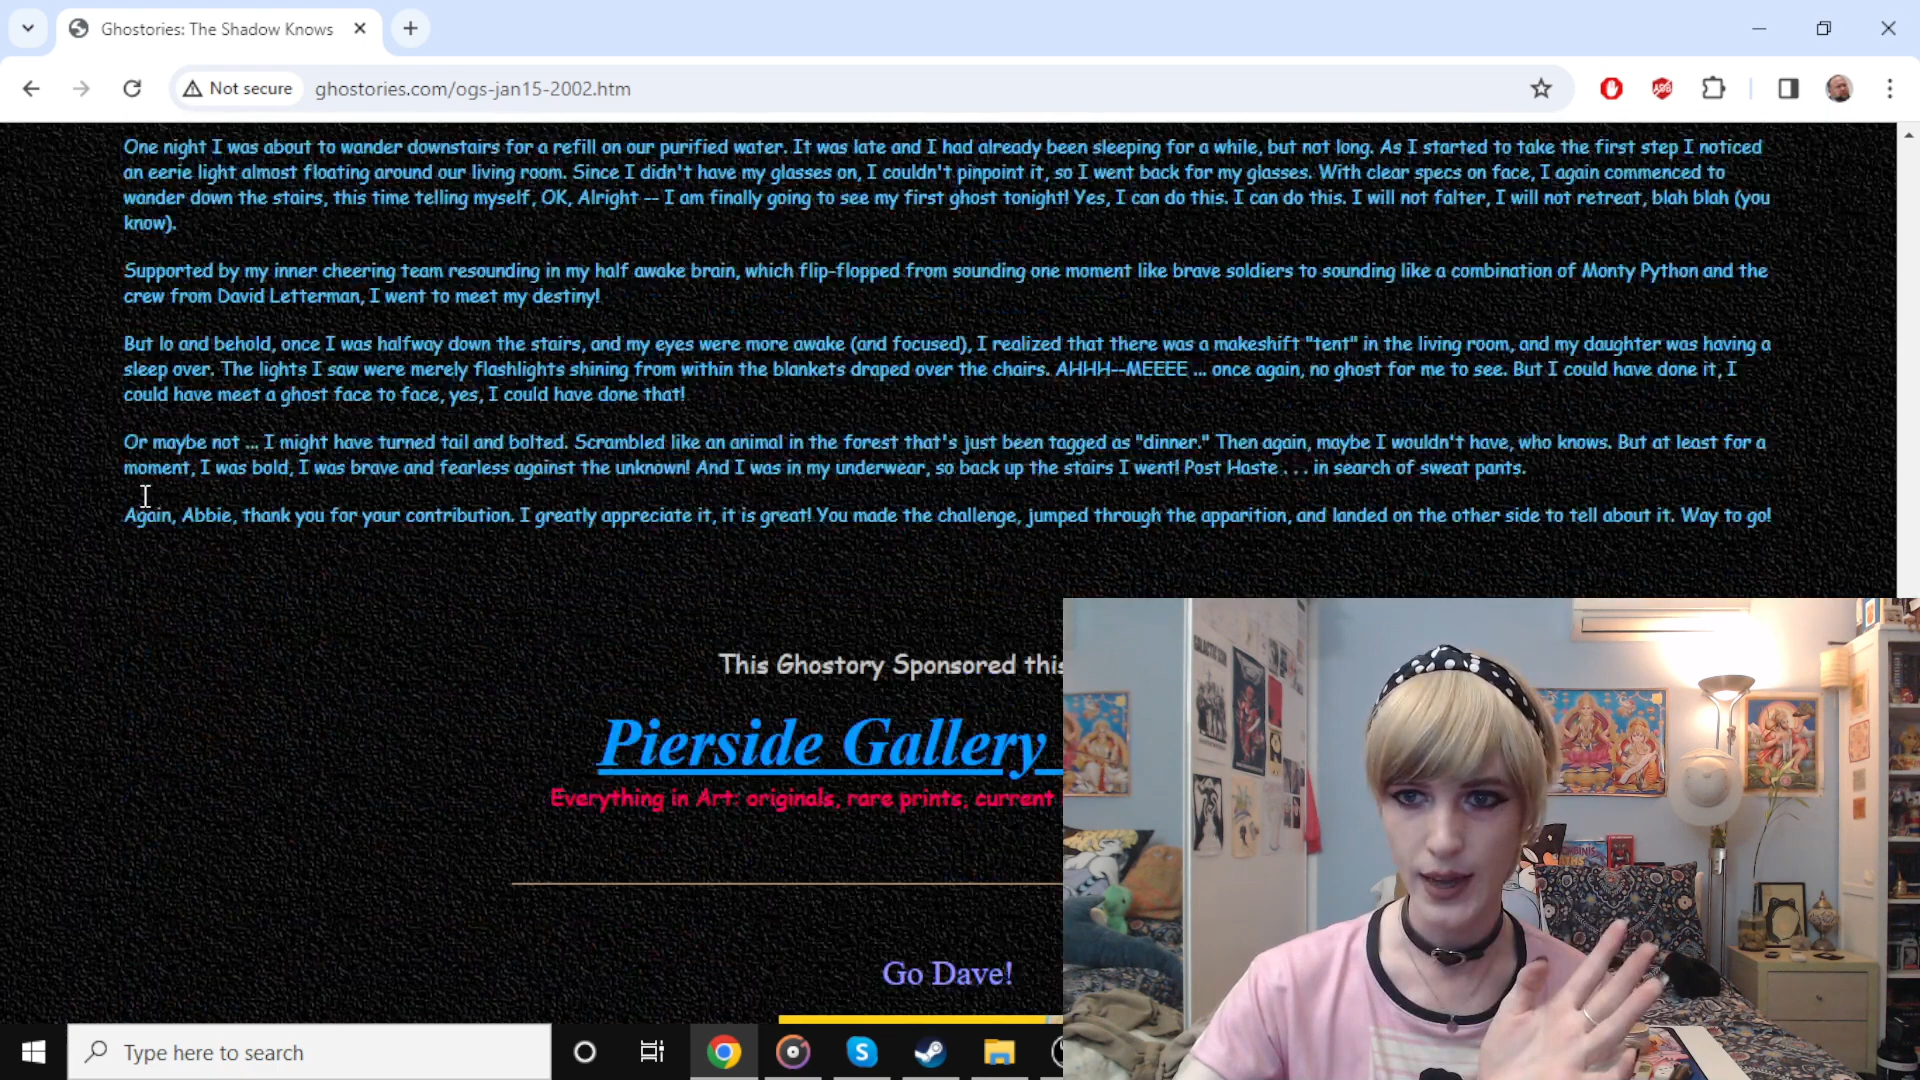 Ghostories: The Shadow Knows
Not secure
ghostories.com/ogs-jan15-2002.htm
One night I was about to wander downstairs for a refill on our purified water. It was late and I had already been sleeping for a while, but not long. As I started to take the first step I noticed
an eerie light almost floating around our living room. Since I didn't have my glasses on, I couldn't pinpoint it, so I went back for my glasses. With clear specs on face, I again commenced to
wander down the stairs, this time telling myself, OK, Alright -- I am finally going to see my first ghost tonight! Yes, I can do this. I can do this. I will not falter, I will not retreat, blah blah (you
know).
Supported by my inner cheering team resounding in my half awake brain, which flip-flopped from sounding one moment like brave soldiers to sounding like a combination of Monty Python and the
crew from David Letterman, I went to meet my destiny!
But lo and behold, once I was halfway down the stairs, and my eyes were more awake (and focused), I realized that there was a makeshift "tent" in the living room, and my daughter was having a
sleep over. The lights I saw were merely flashlights shining from within the blankets draped over the chairs. AHHH--MEEEE ... once again, no ghost for me to see. But I could have done it, I
could have meet a ghost face to face, yes, I could have done that!
Or maybe not ... I might have turned tail and bolted. Scrambled like an animal in the forest that's just been tagged as "dinner." Then again, maybe I wouldn't have, who knows. But at least for a
moment, I was bold, I was brave and fearless against the unknown! And I was in my underwear, so back up the stairs I went! Post Haste . . . in search of sweat pants.
Again, Abbie, thank you for your contribution. I greatly appreciate it, it is great! You made the challenge, jumped through the apparition, and landed on the other side to tell about it. Way to go!
This Ghostory Sponsored this
Pierside Gallery
Everything in Art: originals, rare prints, current
Go Dave!
Type here to search